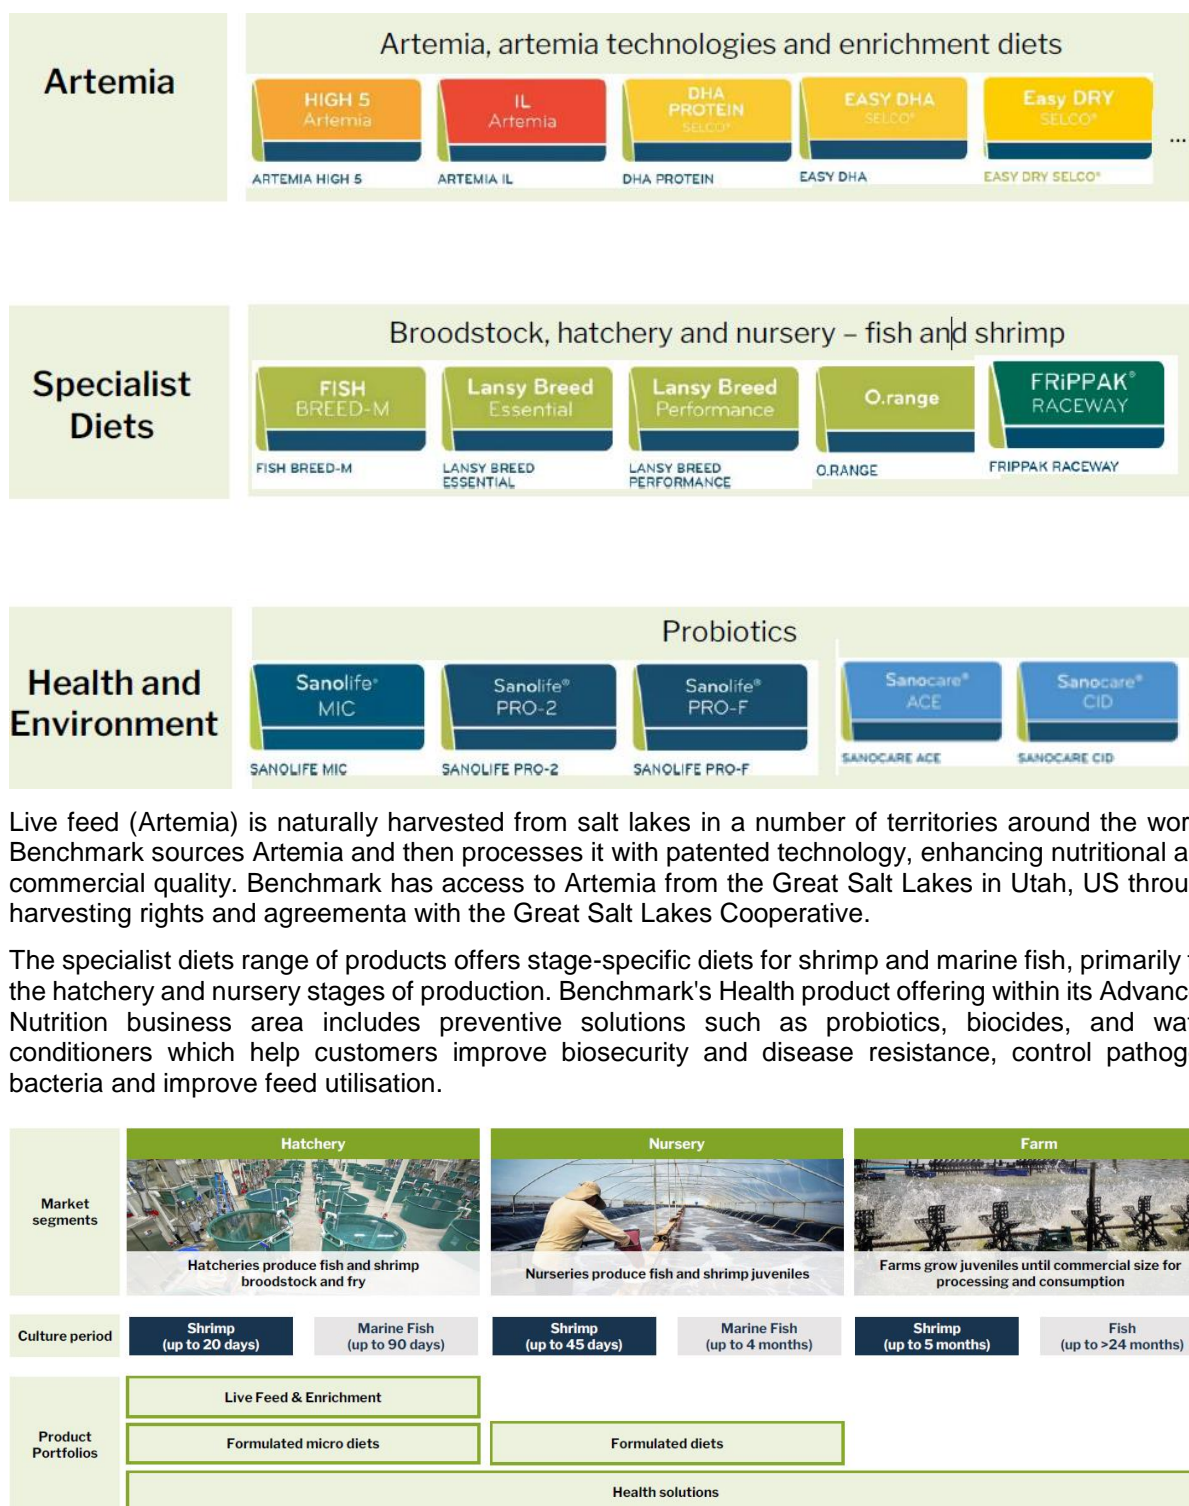 Artemia, artemia technologies and enrichment diets
Artemia
HIGH 5
Artemia
IL
Artemia
DHA
PROTEIN
SELCO®
EASY DHA
SELCO®
Easy DRY
SELCO®
...
ARTEMIA HIGH 5
ARTEMIA IL
DHA PROTEIN
EASY DHA
EASY DRY SELCO®
Broodstock, hatchery and nursery – fish and shrimp
Specialist
Diets
FISH
BREED-M
Lansy Breed
Essential
Lansy Breed
Performance
O.range
FRiPPAK®
RACEWAY
FISH BREED-M
LANSY BREED
ESSENTIAL
LANSY BREED
PERFORMANCE
O.RANGE
FRIPPAK RACEWAY
Probiotics
Health and
Environment
Sanolife®
MIC
Sanolife®
PRO-2
Sanolife®
PRO-F
Sanocare®
ACE
Sanocare®
CID
SANOLIFE MIC
SANOLIFE PRO-2
SANOLIFE PRO-F
SANOCARE ACE
SANOCARE CID
Live feed (Artemia) is naturally harvested from salt lakes in a number of territories around the wor
Benchmark sources Artemia and then processes it with patented technology, enhancing nutritional a
commercial quality. Benchmark has access to Artemia from the Great Salt Lakes in Utah, US throu
harvesting rights and agreementa with the Great Salt Lakes Cooperative.
The specialist diets range of products offers stage-specific diets for shrimp and marine fish, primarily
the hatchery and nursery stages of production. Benchmark's Health product offering within its Advanc
Nutrition business area includes preventive solutions such as probiotics, biocides, and wat
conditioners which help customers improve biosecurity and disease resistance, control pathog
bacteria and improve feed utilisation.
Market
segments
Hatchery
Hatcheries produce fish and shrimp
broodstock and fry
Nursery
Nurseries produce fish and shrimp juveniles
Farm
Farms grow juveniles until commercial size for
processing and consumption
Culture period
Shrimp
(up to 20 days)
Marine Fish
(up to 90 days)
Shrimp
(up to 45 days)
Marine Fish
(up to 4 months)
Shrimp
(up to 5 months)
Fish
(up to >24 months)
Product
Portfolios
Live Feed & Enrichment
Formulated micro diets
Formulated diets
Health solutions